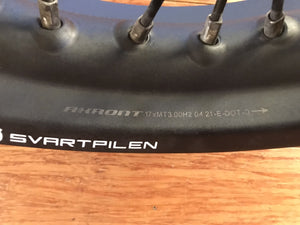 AKRONT 17xMT3.00H2 04 21-E-DOT-D →
SVARTPILEN